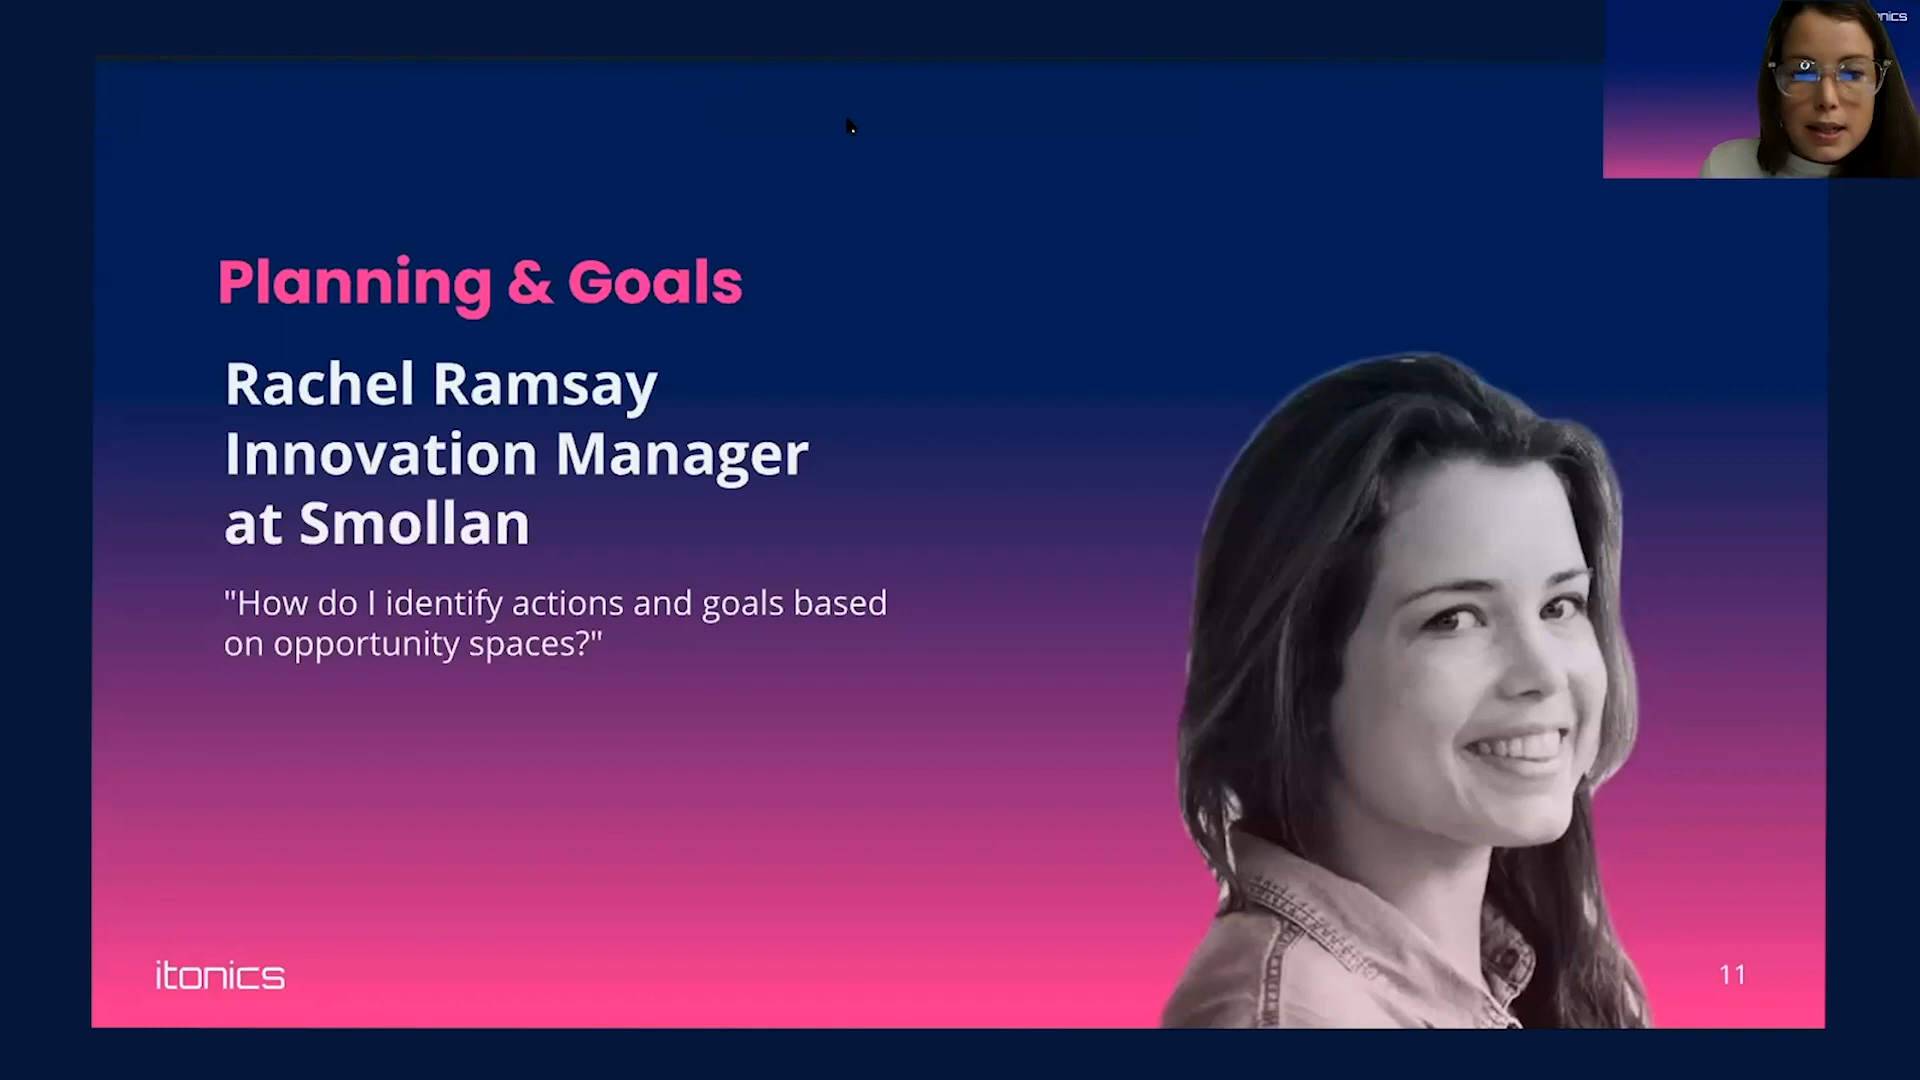 Planning & Goals
Rachel Ramsay
Innovation Manager
at Smollan
"How do I identify actions and goals based
on opportunity spaces?"
itonics
11